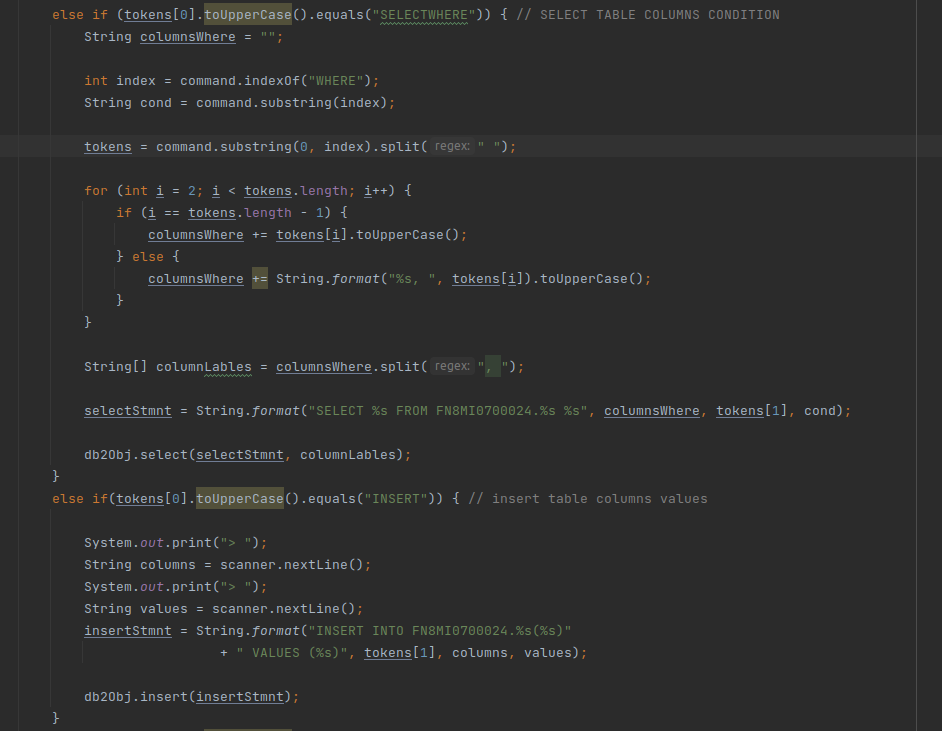 else if (tokens[0].toUpperCase().equals("SELECTWHERE")) { // SELECT TABLE COLUMNS CONDITION
String columnsWhere = "";
int index = command.indexOf("WHERE");
String cond = command.substring(index);
tokens = command.substring(0, index).split( regex: " ");
for (int i = 2; i < tokens.length; i++) {
if (i == tokens.length - 1) {
columnsWhere += tokens[i].toUpperCase();
} else {
columnsWhere += String.format("%s, ", tokens[i]).toUpperCase();
}
}
String[] columnLables = columnsWhere.split( regex: ", ");
selectStmnt = String.format("SELECT %s FROM FN8MI0700024.%s %s", columnsWhere, tokens[1], cond);
db2Obj.select(selectStmnt, columnLables);
}
else if(tokens[0].toUpperCase().equals("INSERT")) { // insert table columns values
System.out.print("> ");
String columns = scanner.nextLine();
System.out.print("> ");
String values = scanner.nextLine();
insertStmnt = String.format("INSERT INTO FN8MI0700024.%s(%s)"
+ " VALUES (%s)", tokens[1], columns, values);
db2Obj.insert(insertStmnt);
}